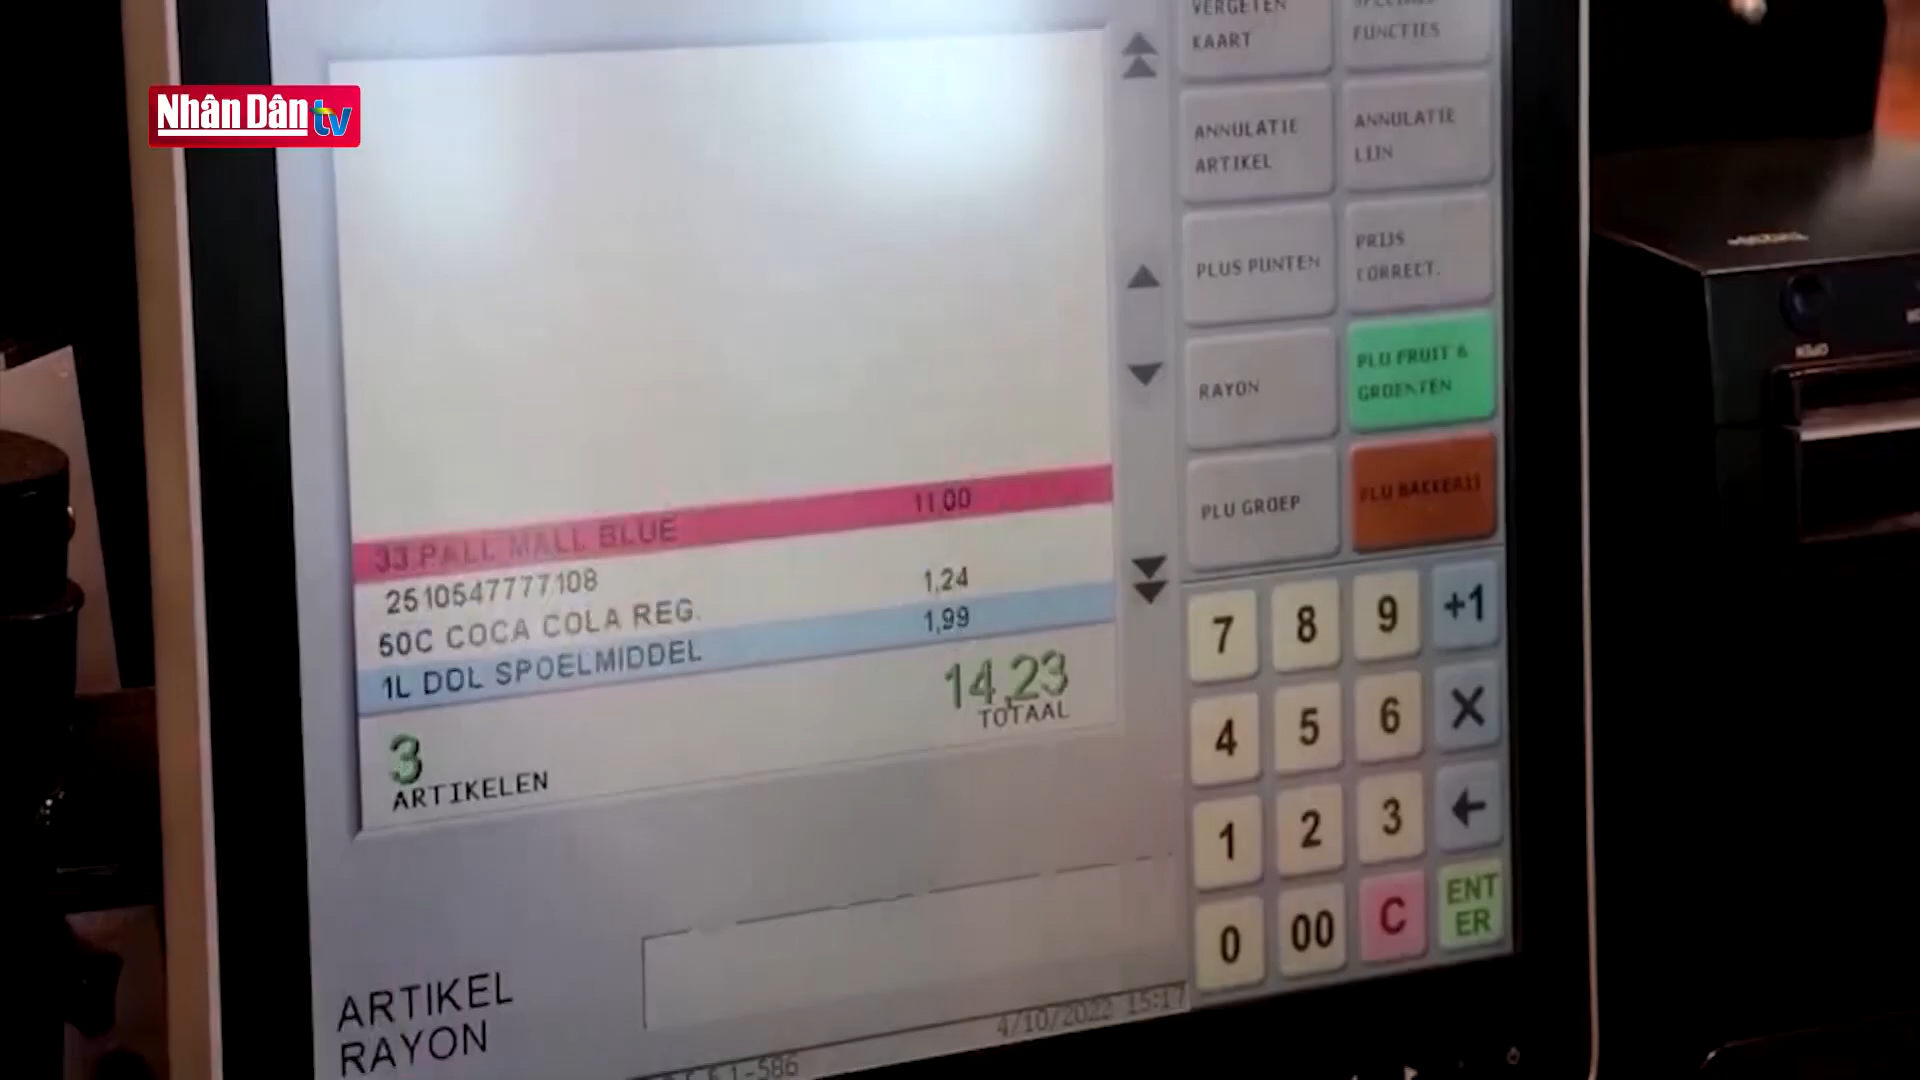 Nhân Dân tv
VERGETEN
KAART
FUNCTIES
ANNULATIE
ARTIKEL
ANNULATIE
LIJN
PLUS PUNTEN
PRIJS
CORRECT.
RAYON
PLU FRUIT &
GROENTEN
PLU GROEP
PLU BACKERIJ
33 PALL MALL BLUE 11,00
2510547777108
50C COCA COLA REG. 1,24
1L DOL SPOELMIDDEL 1,99
14,23
TOTAAL
3
ARTIKELEN
7 8 9 +1
4 5 6 X
1 2 3 ←
0 00 C ENT
ER
ARTIKEL
RAYON
4/10/2022 15:17
OPEN